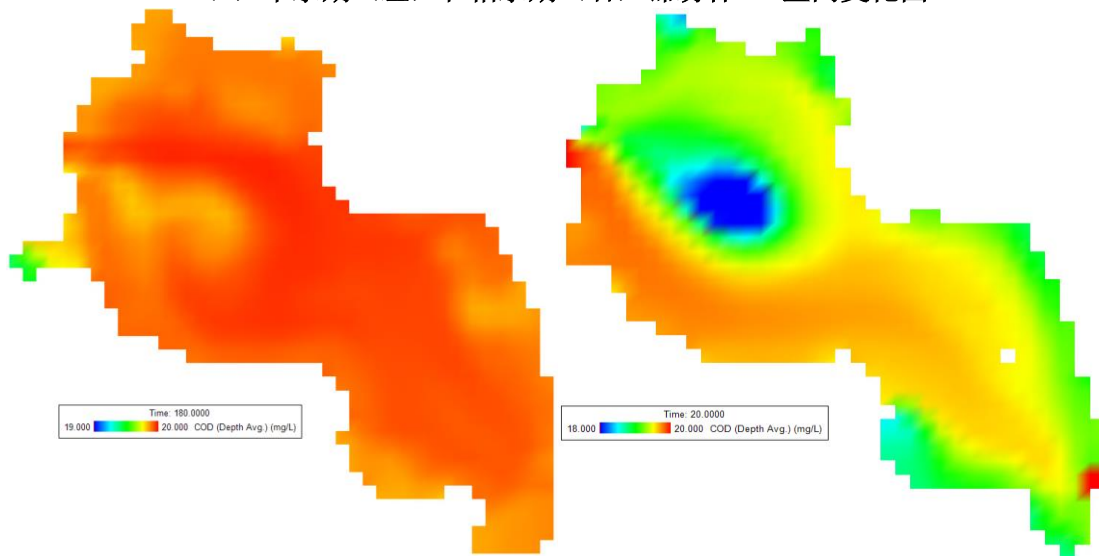 Time: 180.0000
19.000 20.000 COD (Depth Avg.) (mg/L)
Time: 20.0000
18.000 20.000 COD (Depth Avg.) (mg/L)